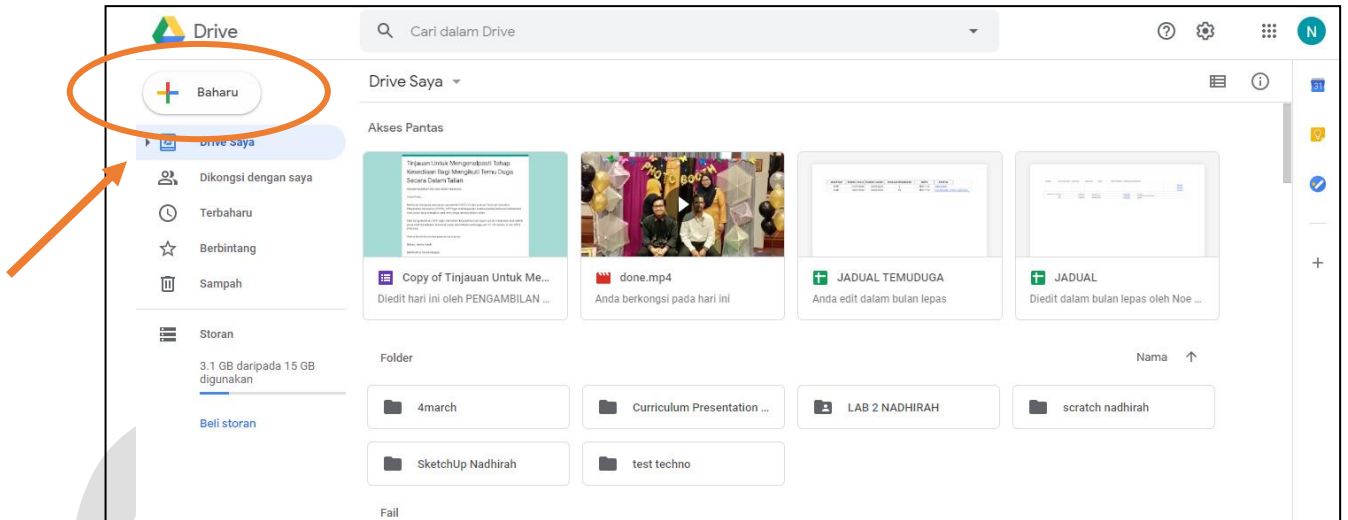 Drive
Cari dalam Drive
N
Baharu
Drive Saya
31
Akses Pantas
Drive Saya
Dikongsi dengan saya
Terbaharu
Berbintang
Sampah
Storan
3.1 GB daripada 15 GB
digunakan
Beli storan
Tinjauan Untuk Mengenalpasti Tahap
Kesediaan Bagi Mengikuti Temu Duga
Secara Dalam Talian
PHOTO BOOTH
Copy of Tinjauan Untuk Me...
Diedit hari ini oleh PENGAMBILAN ...
done.mp4
Anda berkongsi pada hari ini
JADUAL TEMUDUGA
Anda edit dalam bulan lepas
JADUAL
Diedit dalam bulan lepas oleh Noe ...
Folder
Nama
4march
Curriculum Presentation ...
LAB 2 NADHIRAH
scratch nadhirah
SketchUp Nadhirah
test techno
Fail